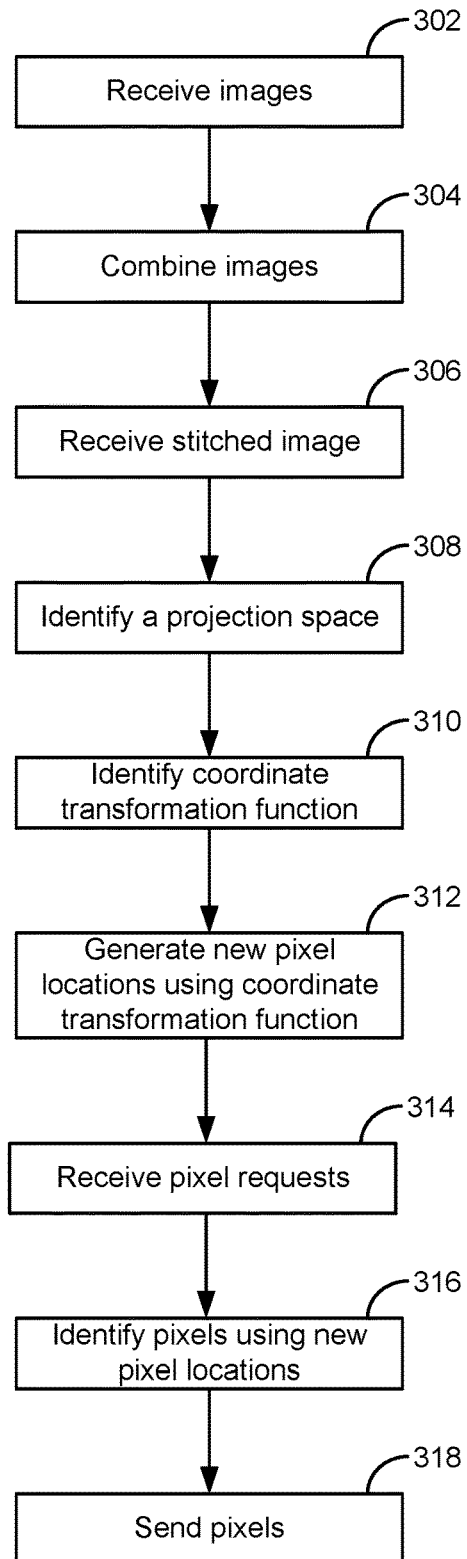 302
Receive images
304
Combine images
306
Receive stitched image
308
Identify a projection space
310
Identify coordinate
transformation function
312
Generate new pixel
locations using coordinate
transformation function
314
Receive pixel requests
316
Identify pixels using new
pixel locations
318
Send pixels